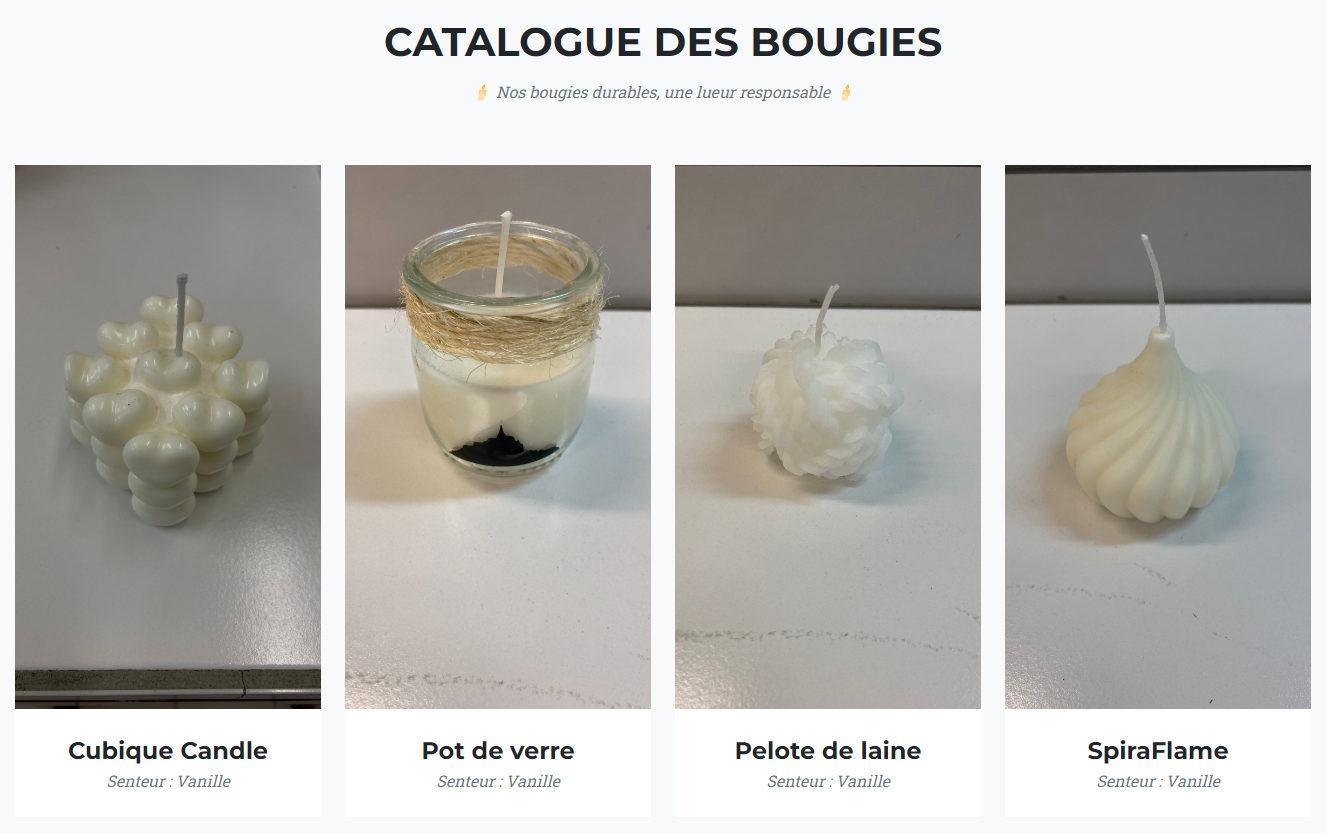 CATALOGUE DES BOUGIES
🕯️ Nos bougies durables, une lueur responsable 🕯️
Cubique Candle
Senteur : Vanille
Pot de verre
Senteur : Vanille
Pelote de laine
Senteur : Vanille
SpiraFlame
Senteur : Vanille